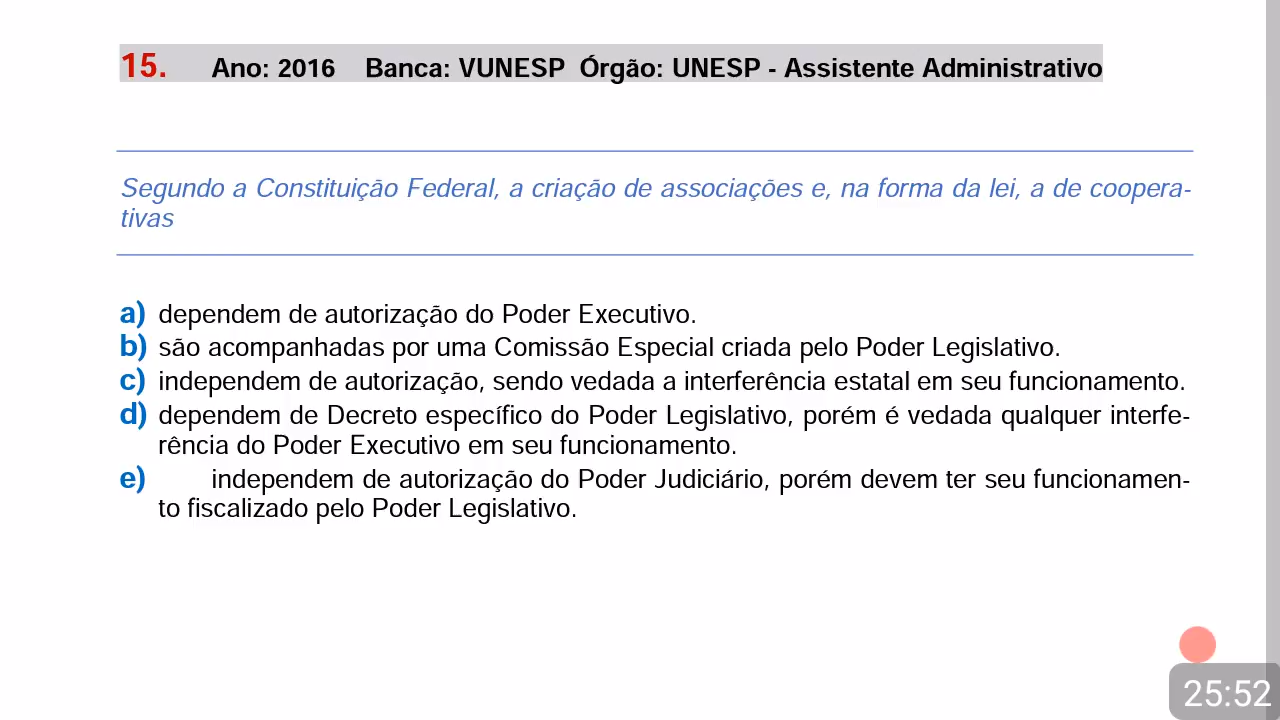 15. Ano: 2016 Banca: VUNESP Órgão: UNESP - Assistente Administrativo
Segundo a Constituição Federal, a criação de associações e, na forma da lei, a de coopera-
tivas
a) dependem de autorização do Poder Executivo.
b) são acompanhadas por uma Comissão Especial criada pelo Poder Legislativo.
c) independem de autorização, sendo vedada a interferência estatal em seu funcionamento.
d) dependem de Decreto específico do Poder Legislativo, porém é vedada qualquer interfe-
rência do Poder Executivo em seu funcionamento.
e) independem de autorização do Poder Judiciário, porém devem ter seu funcionamen-
to fiscalizado pelo Poder Legislativo.
25:52